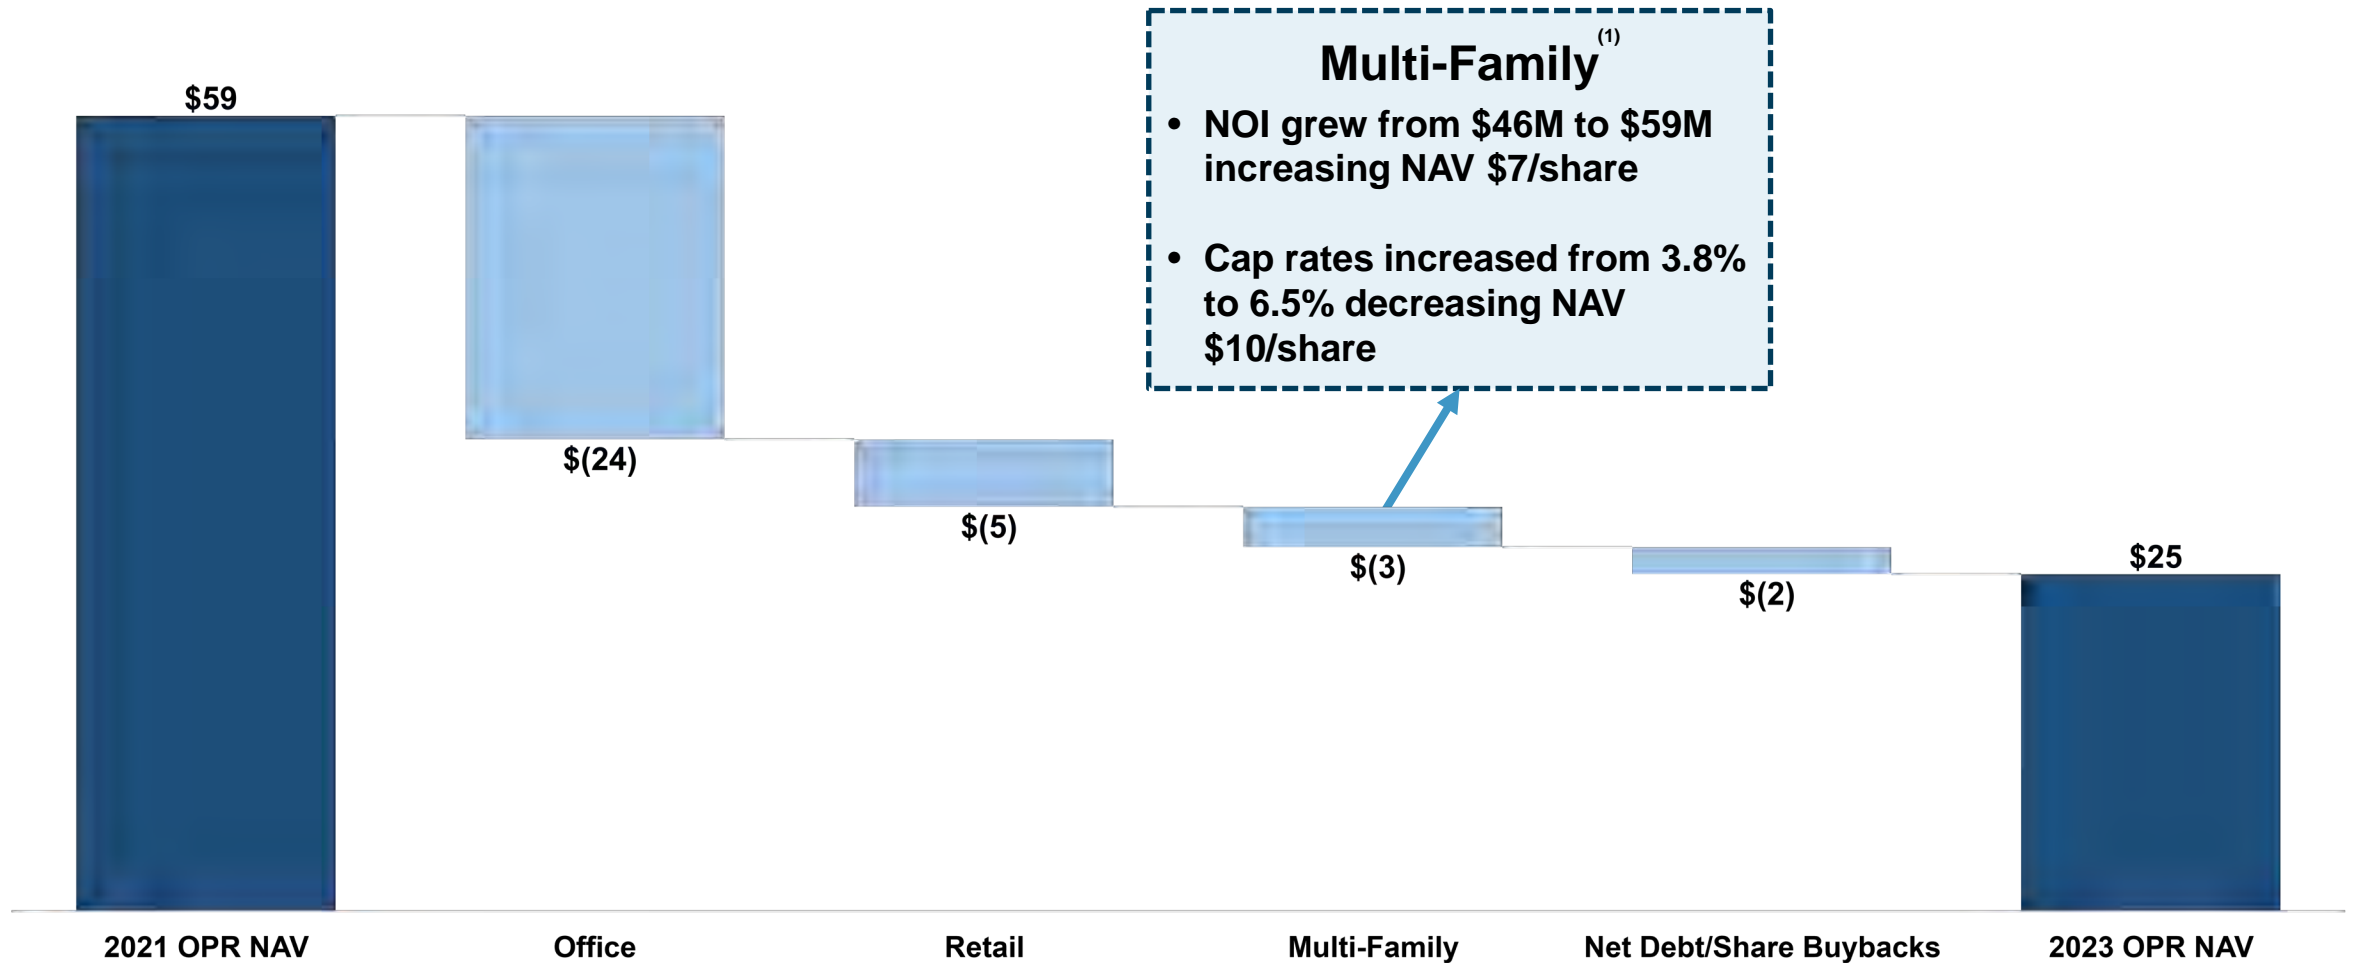 Multi-Family(1)
• NOI grew from $46M to $59M
increasing NAV $7/share
• Cap rates increased from 3.8%
to 6.5% decreasing NAV
$10/share
$59
$(24)
$(5)
$(3)
$(2)
$25
2021 OPR NAV
Office
Retail
Multi-Family
Net Debt/Share Buybacks
2023 OPR NAV